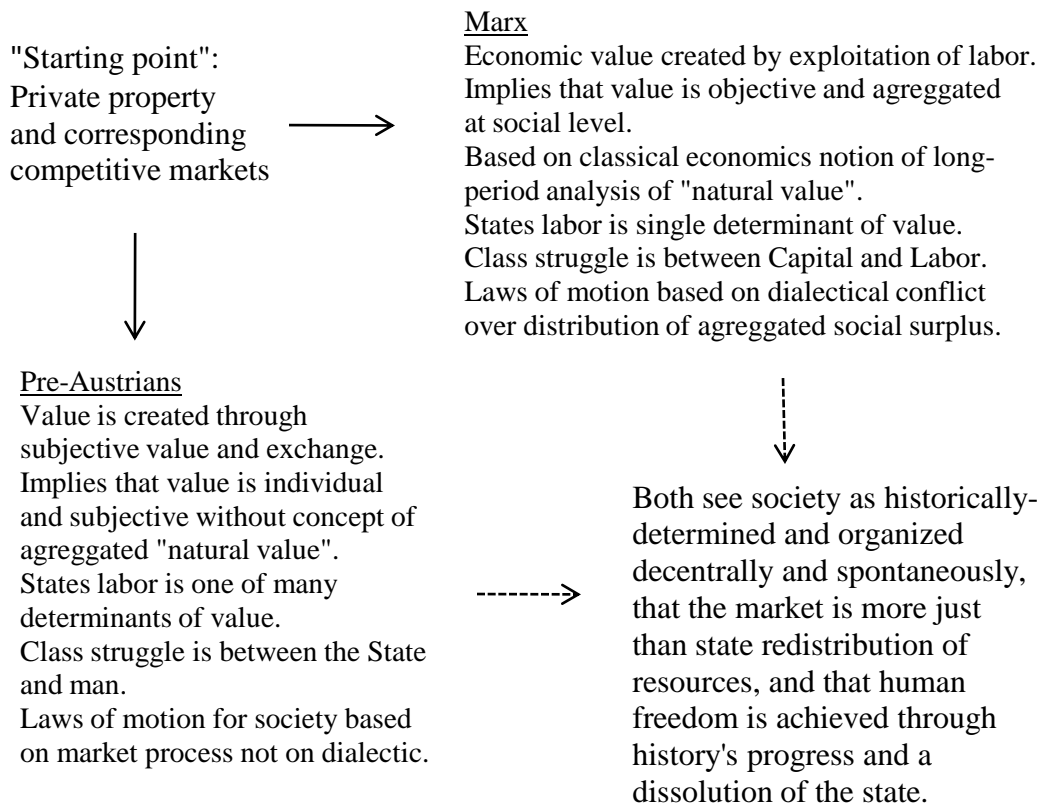 "Starting point":
Private property
and corresponding
competitive markets
Marx
Economic value created by exploitation of labor.
Implies that value is objective and agreggated
at social level.
Based on classical economics notion of long-
period analysis of "natural value".
States labor is single determinant of value.
Class struggle is between Capital and Labor.
Laws of motion based on dialectical conflict
over distribution of agreggated social surplus.
Pre-Austrians
Value is created through
subjective value and exchange.
Implies that value is individual
and subjective without concept of
agreggated "natural value".
States labor is one of many
determinants of value.
Class struggle is between the State
and man.
Laws of motion for society based
on market process not on dialectic.
Both see society as historically-
determined and organized
decentrally and spontaneously,
that the market is more just
than state redistribution of
resources, and that human
freedom is achieved through
history's progress and a
dissolution of the state.